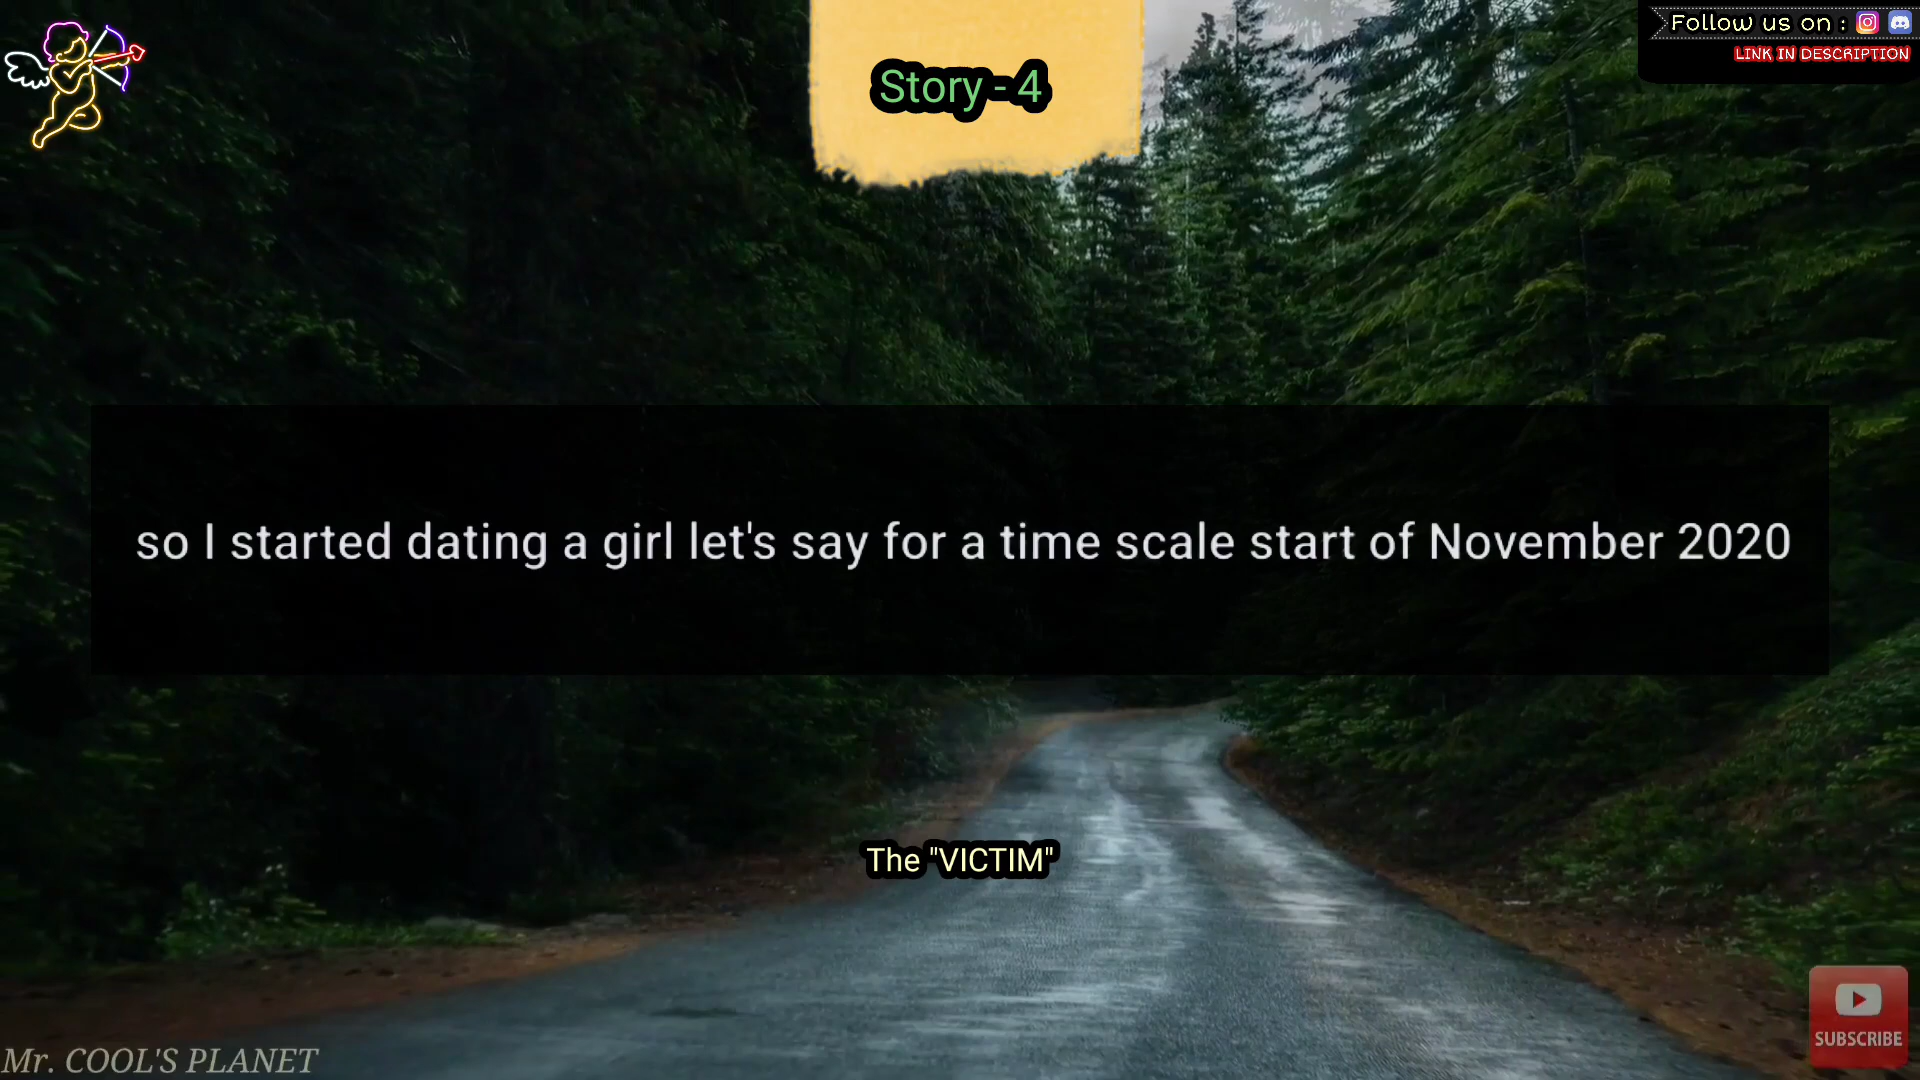 Story - 4
Follow us on :
LINK IN DESCRIPTION
so I started dating a girl let's say for a time scale start of November 2020
The "VICTIM"
SUBSCRIBE
Mr. COOL'S PLANET